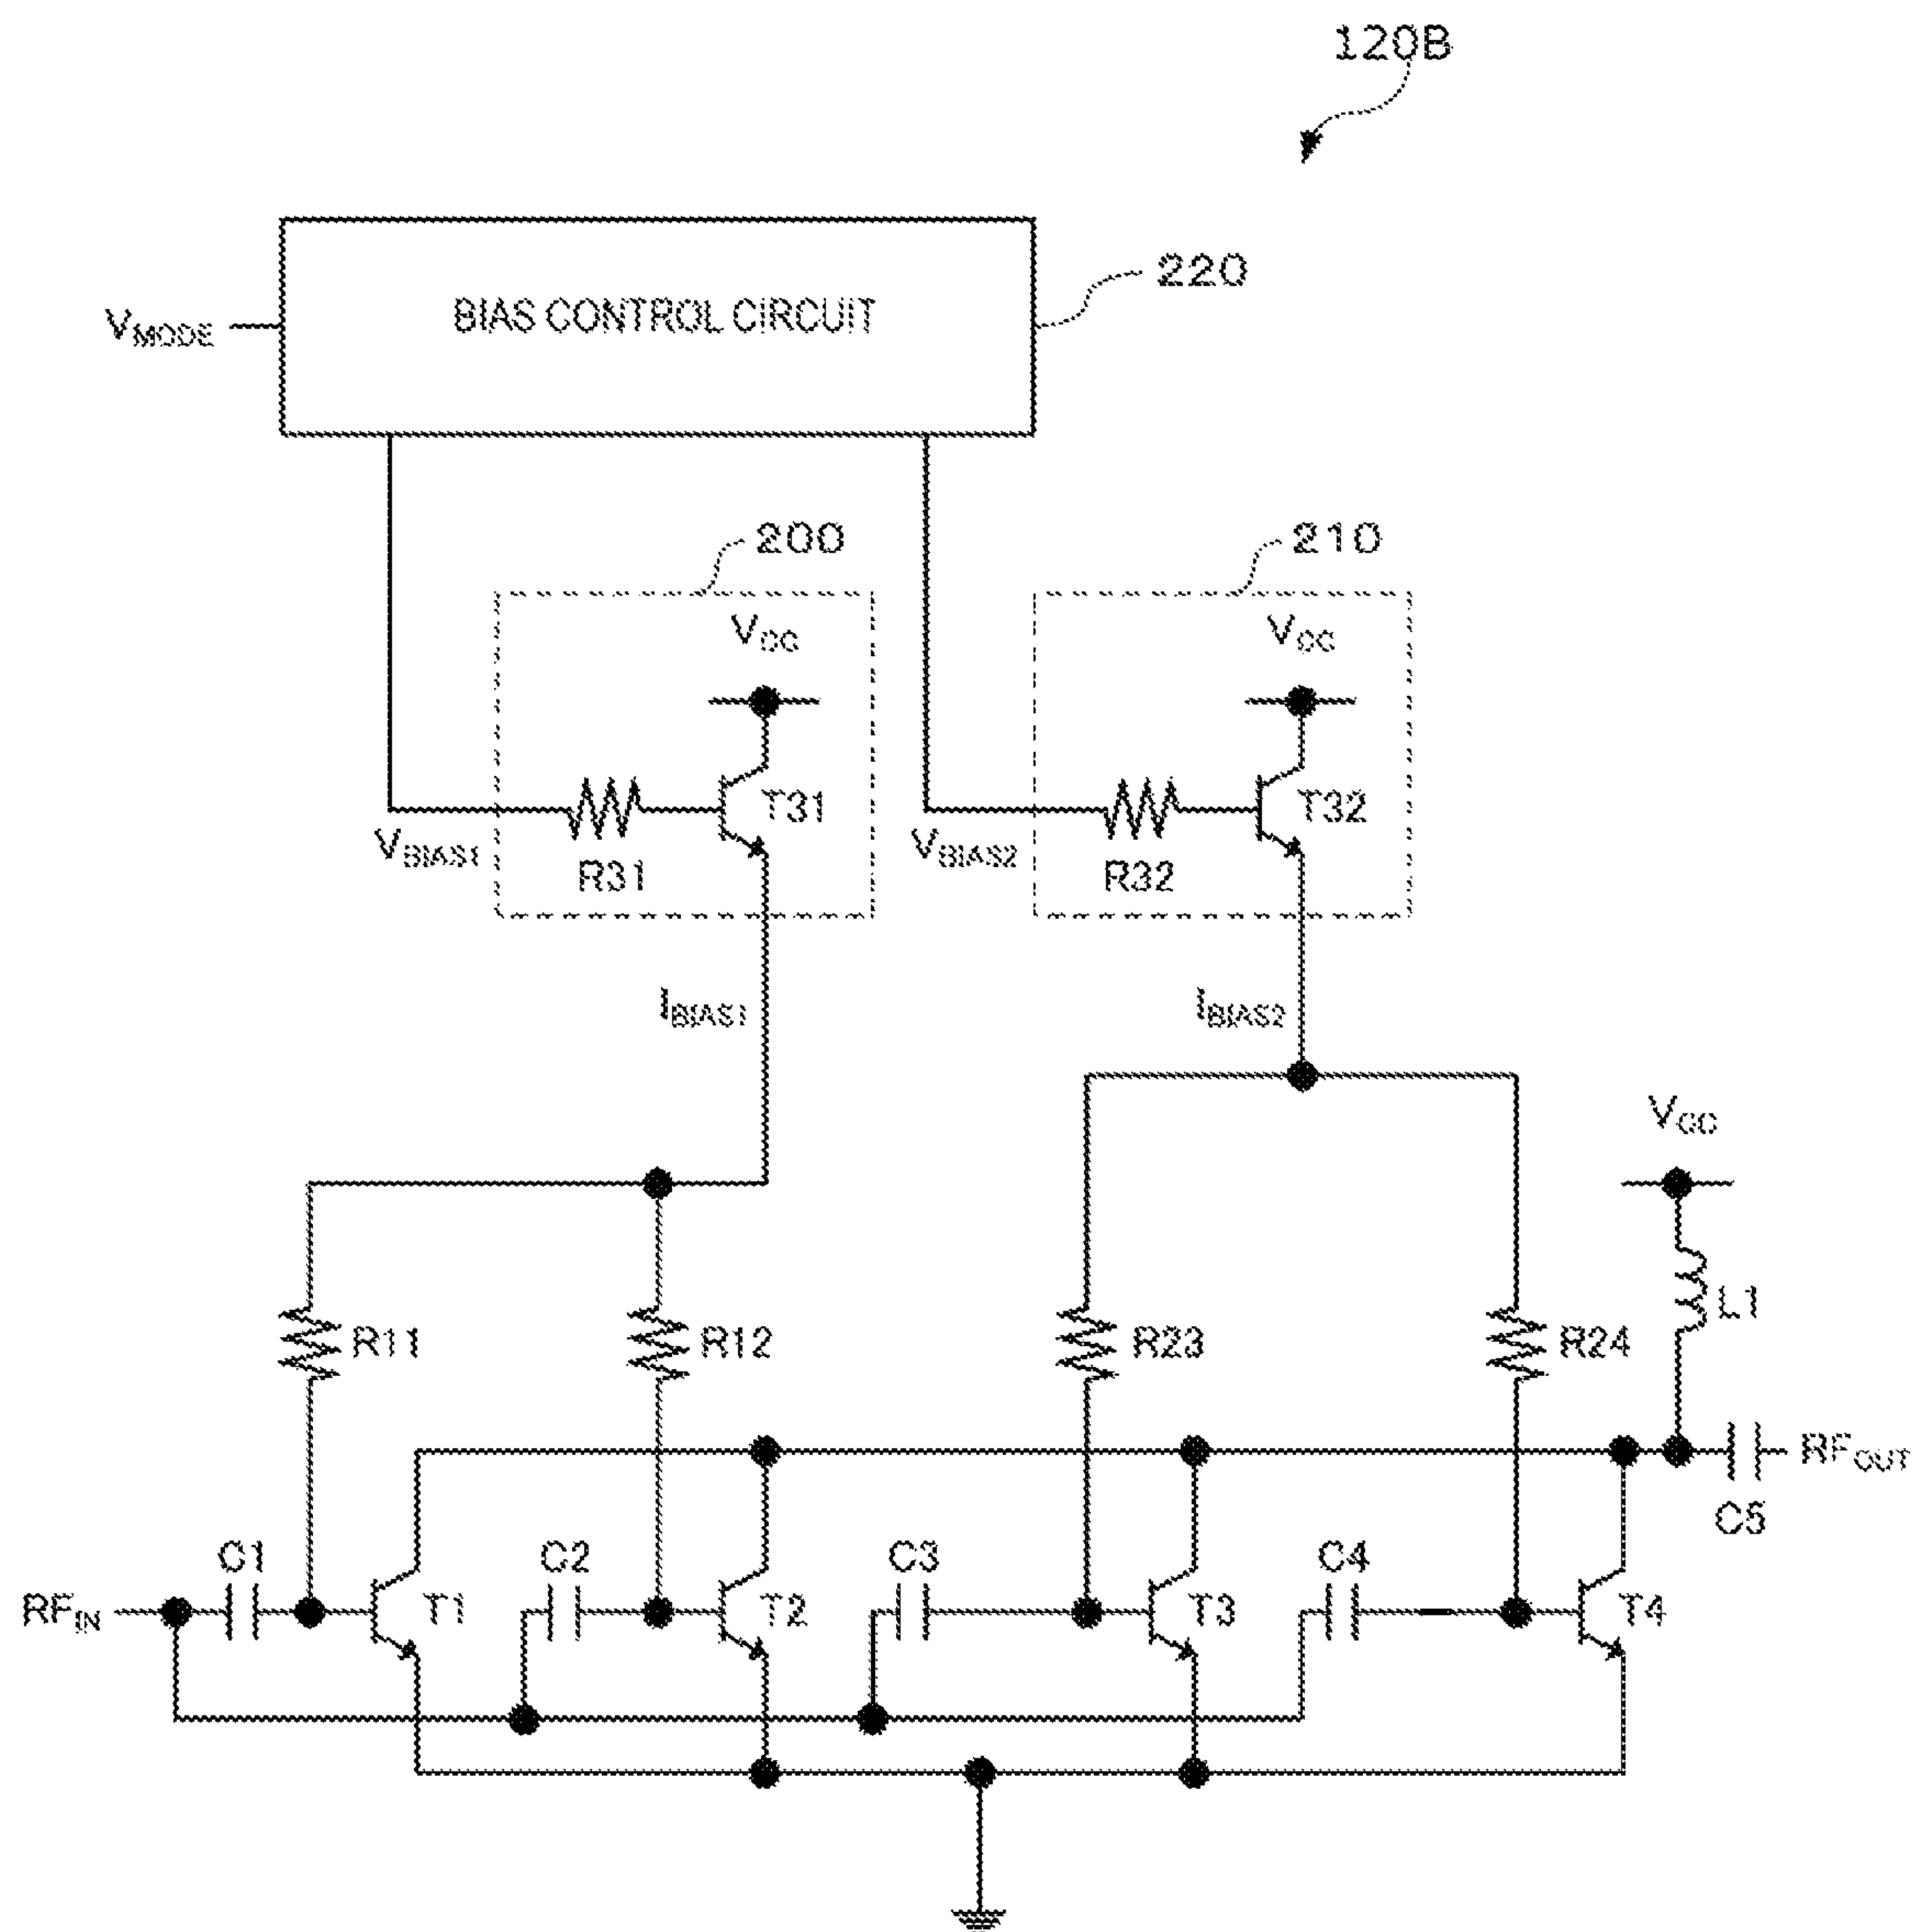 120B
BIAS CONTROL CIRCUIT
220
VMODE
200
210
VCC
VCC
T31
T32
VBIAS1
R31
VBIAS2
R32
IBIAS1
IBIAS2
VCC
L1
R11
R12
R23
R24
RFOUT
C5
C1
C2
C3
C4
RFIN
T1
T2
T3
T4